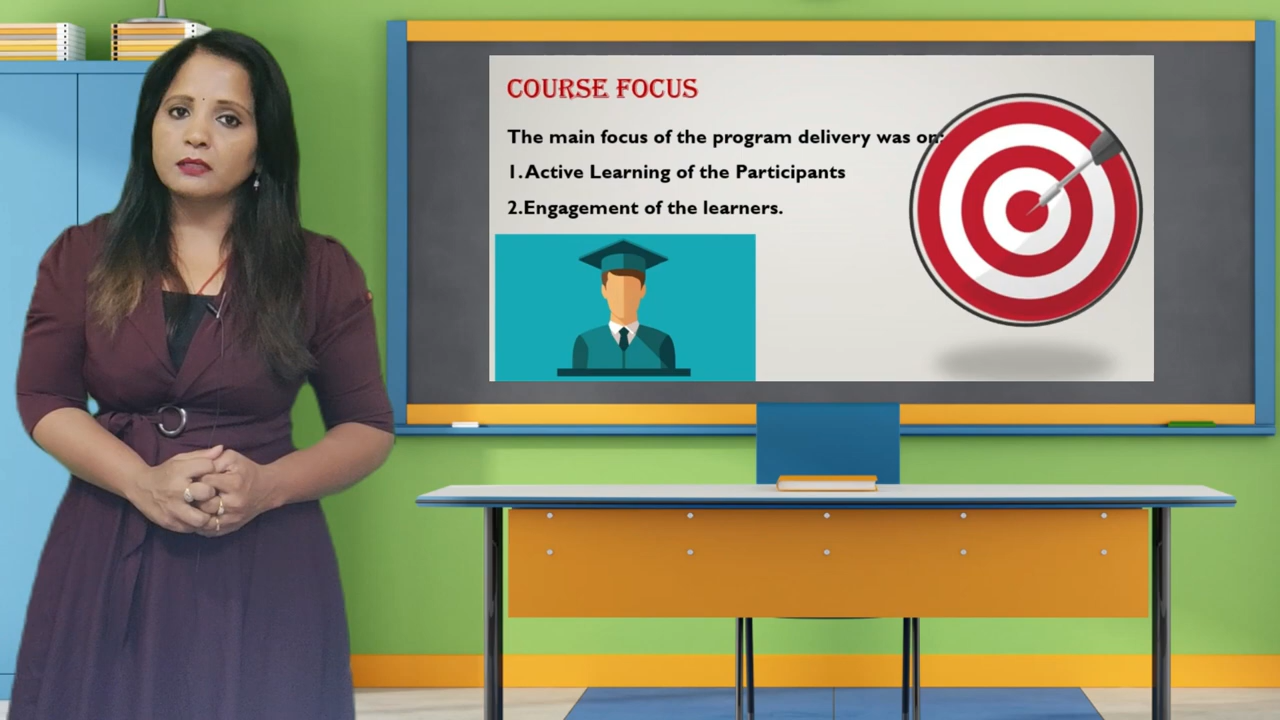 COURSE FOCUS
The main focus of the program delivery was on:
1.Active Learning of the Participants
2.Engagement of the learners.